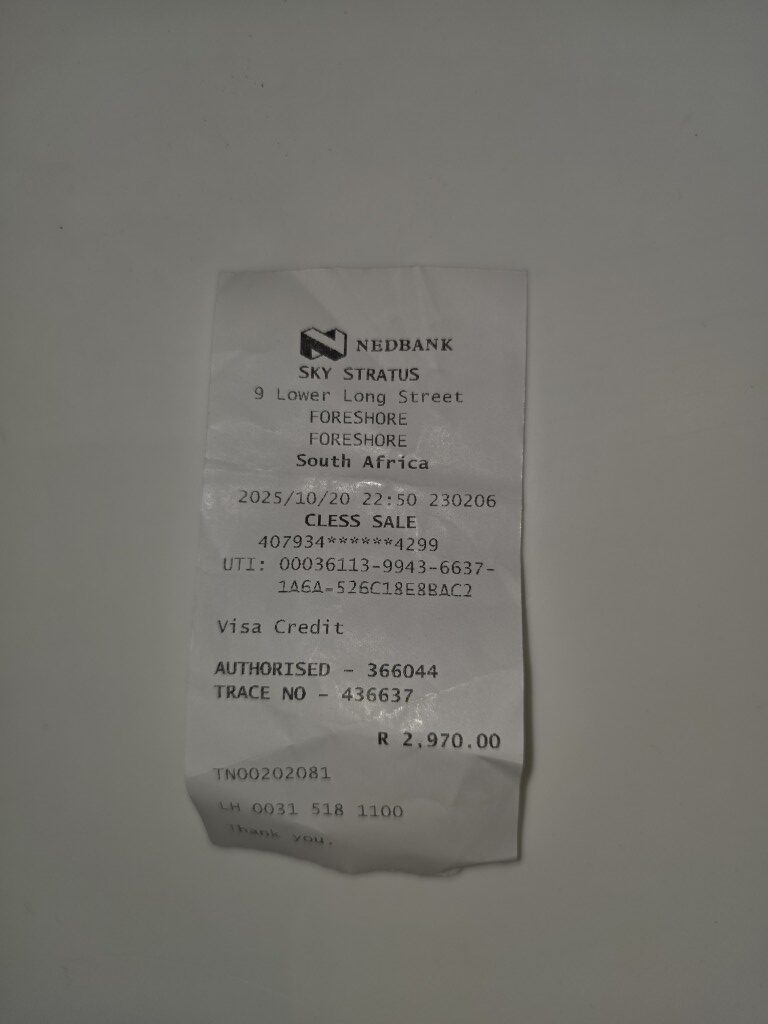 NEDBANK
SKY STRATUS
9 Lower Long Street
FORESHORE
FORESHORE
South Africa
2025/10/20 22:50 230206
CLESS SALE
407934******4299
UTI: 00036113-9943-6637-
1A6A-526C18E8BAC2
Visa Credit
AUTHORISED - 366044
TRACE NO - 436637
R 2,970.00
TN00202081
LH 0031 518 1100
Thank you.